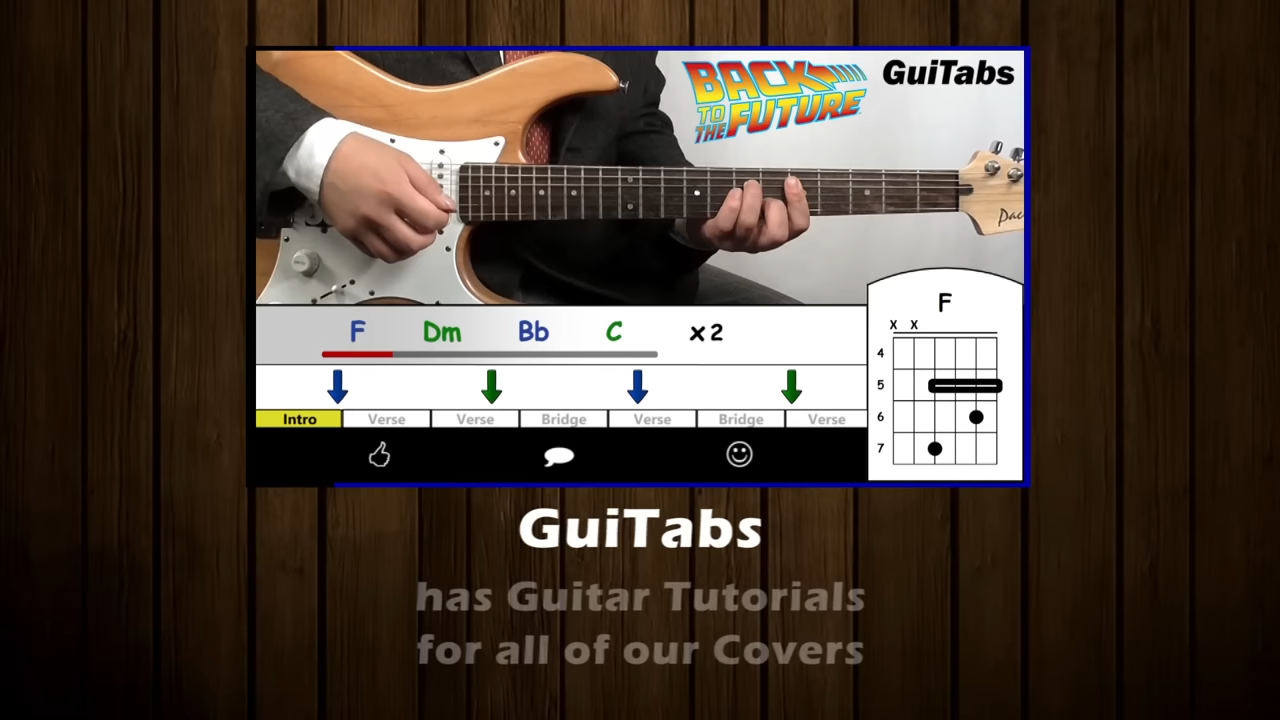 BACK
TO THE
FUTURE
GuiTabs
F
x x
4
5
6
7
F Dm Bb C x2
Intro Verse Verse Bridge Verse Bridge Verse
GuiTabs
has Guitar Tutorials
for all of our Covers